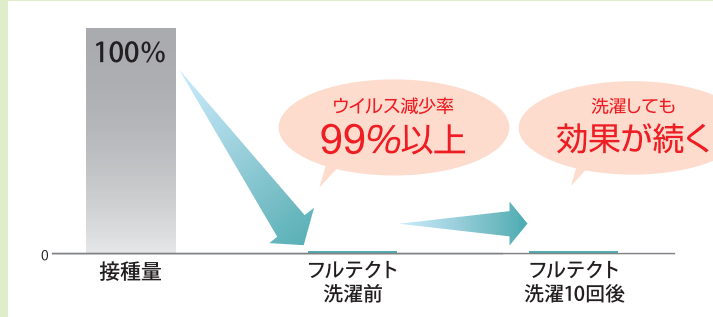 100%
ウイルス減少率
99%以上
洗濯しても
効果が続く
0
接種量
フルテクト
洗濯前
フルテクト
洗濯10回後